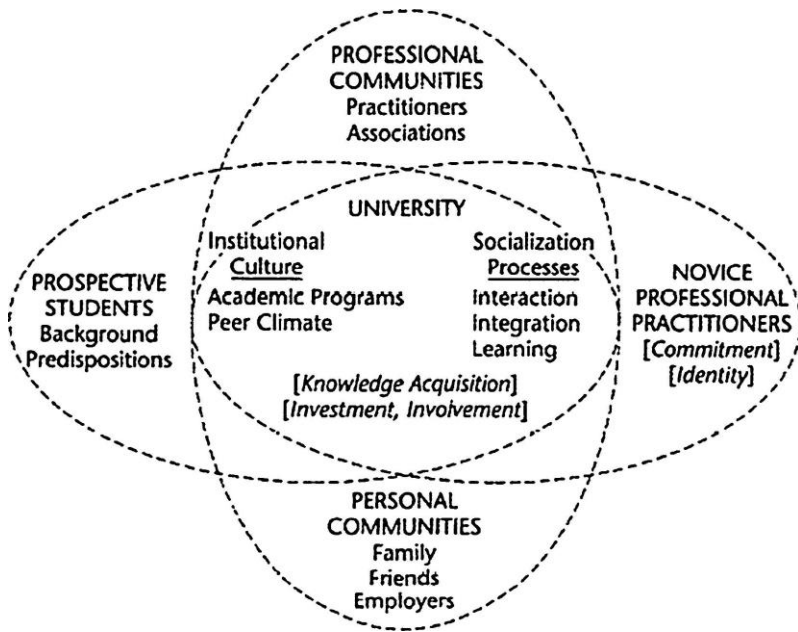 PROFESSIONAL
COMMUNITIES
Practitioners
Associations
UNIVERSITY
Institutional
Culture
Academic Programs
Peer Climate
Socialization
Processes
Interaction
Integration
Learning
PROSPECTIVE
STUDENTS
Background
Predispositions
NOVICE
PROFESSIONAL
PRACTITIONERS
[Commitment]
[Identity]
[Knowledge Acquisition]
[Investment, Involvement]
PERSONAL
COMMUNITIES
Family
Friends
Employers